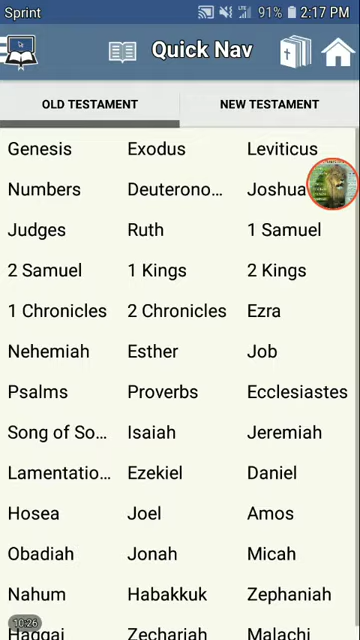 Sprint 91% 2:17 PM
Quick Nav
OLD TESTAMENT NEW TESTAMENT
Genesis Exodus Leviticus
Numbers Deuterono... Joshua
Judges Ruth 1 Samuel
2 Samuel 1 Kings 2 Kings
1 Chronicles 2 Chronicles Ezra
Nehemiah Esther Job
Psalms Proverbs Ecclesiastes
Song of So... Isaiah Jeremiah
Lamentatio... Ezekiel Daniel
Hosea Joel Amos
Obadiah Jonah Micah
Nahum Habakkuk Zephaniah
10:26
Haggai Zechariah Malachi